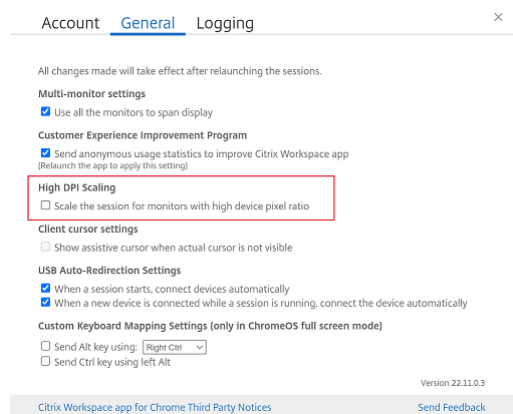 Account General Logging
All changes made will take effect after relaunching the sessions.
Multi-monitor settings
Use all the monitors to span display
Customer Experience Improvement Program
Send anonymous usage statistics to improve Citrix Workspace app
(Relaunch the app to apply this setting)
High DPI Scaling
Scale the session for monitors with high device pixel ratio
Client cursor settings
Show assistive cursor when actual cursor is not visible
USB Auto-Redirection Settings
When a session starts, connect devices automatically
When a new device is connected while a session is running, connect the device automatically
Custom Keyboard Mapping Settings (only in ChromeOS full screen mode)
Send Alt key using: Right Ctrl
Send Ctrl key using left Alt
Version 22.11.0.3
Citrix Workspace app for Chrome Third Party Notices Send Feedback